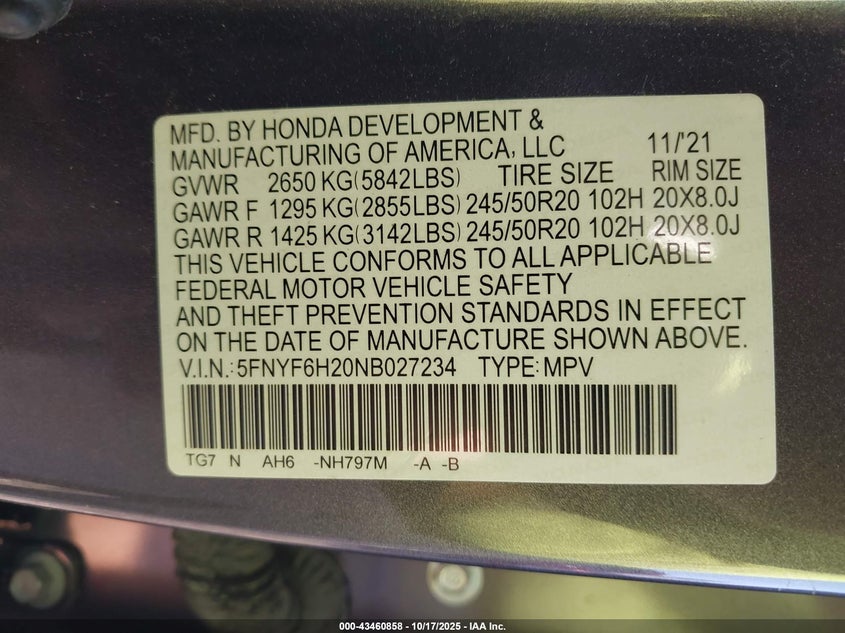 MFD. BY HONDA DEVELOPMENT &
MANUFACTURING OF AMERICA, LLC 11/'21
GVWR 2650 KG(5842LBS) TIRE SIZE RIM SIZE
GAWR F 1295 KG(2855LBS) 245/50R20 102H 20X8.0J
GAWR R 1425 KG(3142LBS) 245/50R20 102H 20X8.0J
THIS VEHICLE CONFORMS TO ALL APPLICABLE
FEDERAL MOTOR VEHICLE SAFETY
AND THEFT PREVENTION STANDARDS IN EFFECT
ON THE DATE OF MANUFACTURE SHOWN ABOVE.
V.I.N.: 5FNYF6H20NB027234 TYPE: MPV
TG7 N AH6 -NH797M -A -B
000-43460858 - 10/17/2025 - IAA Inc.